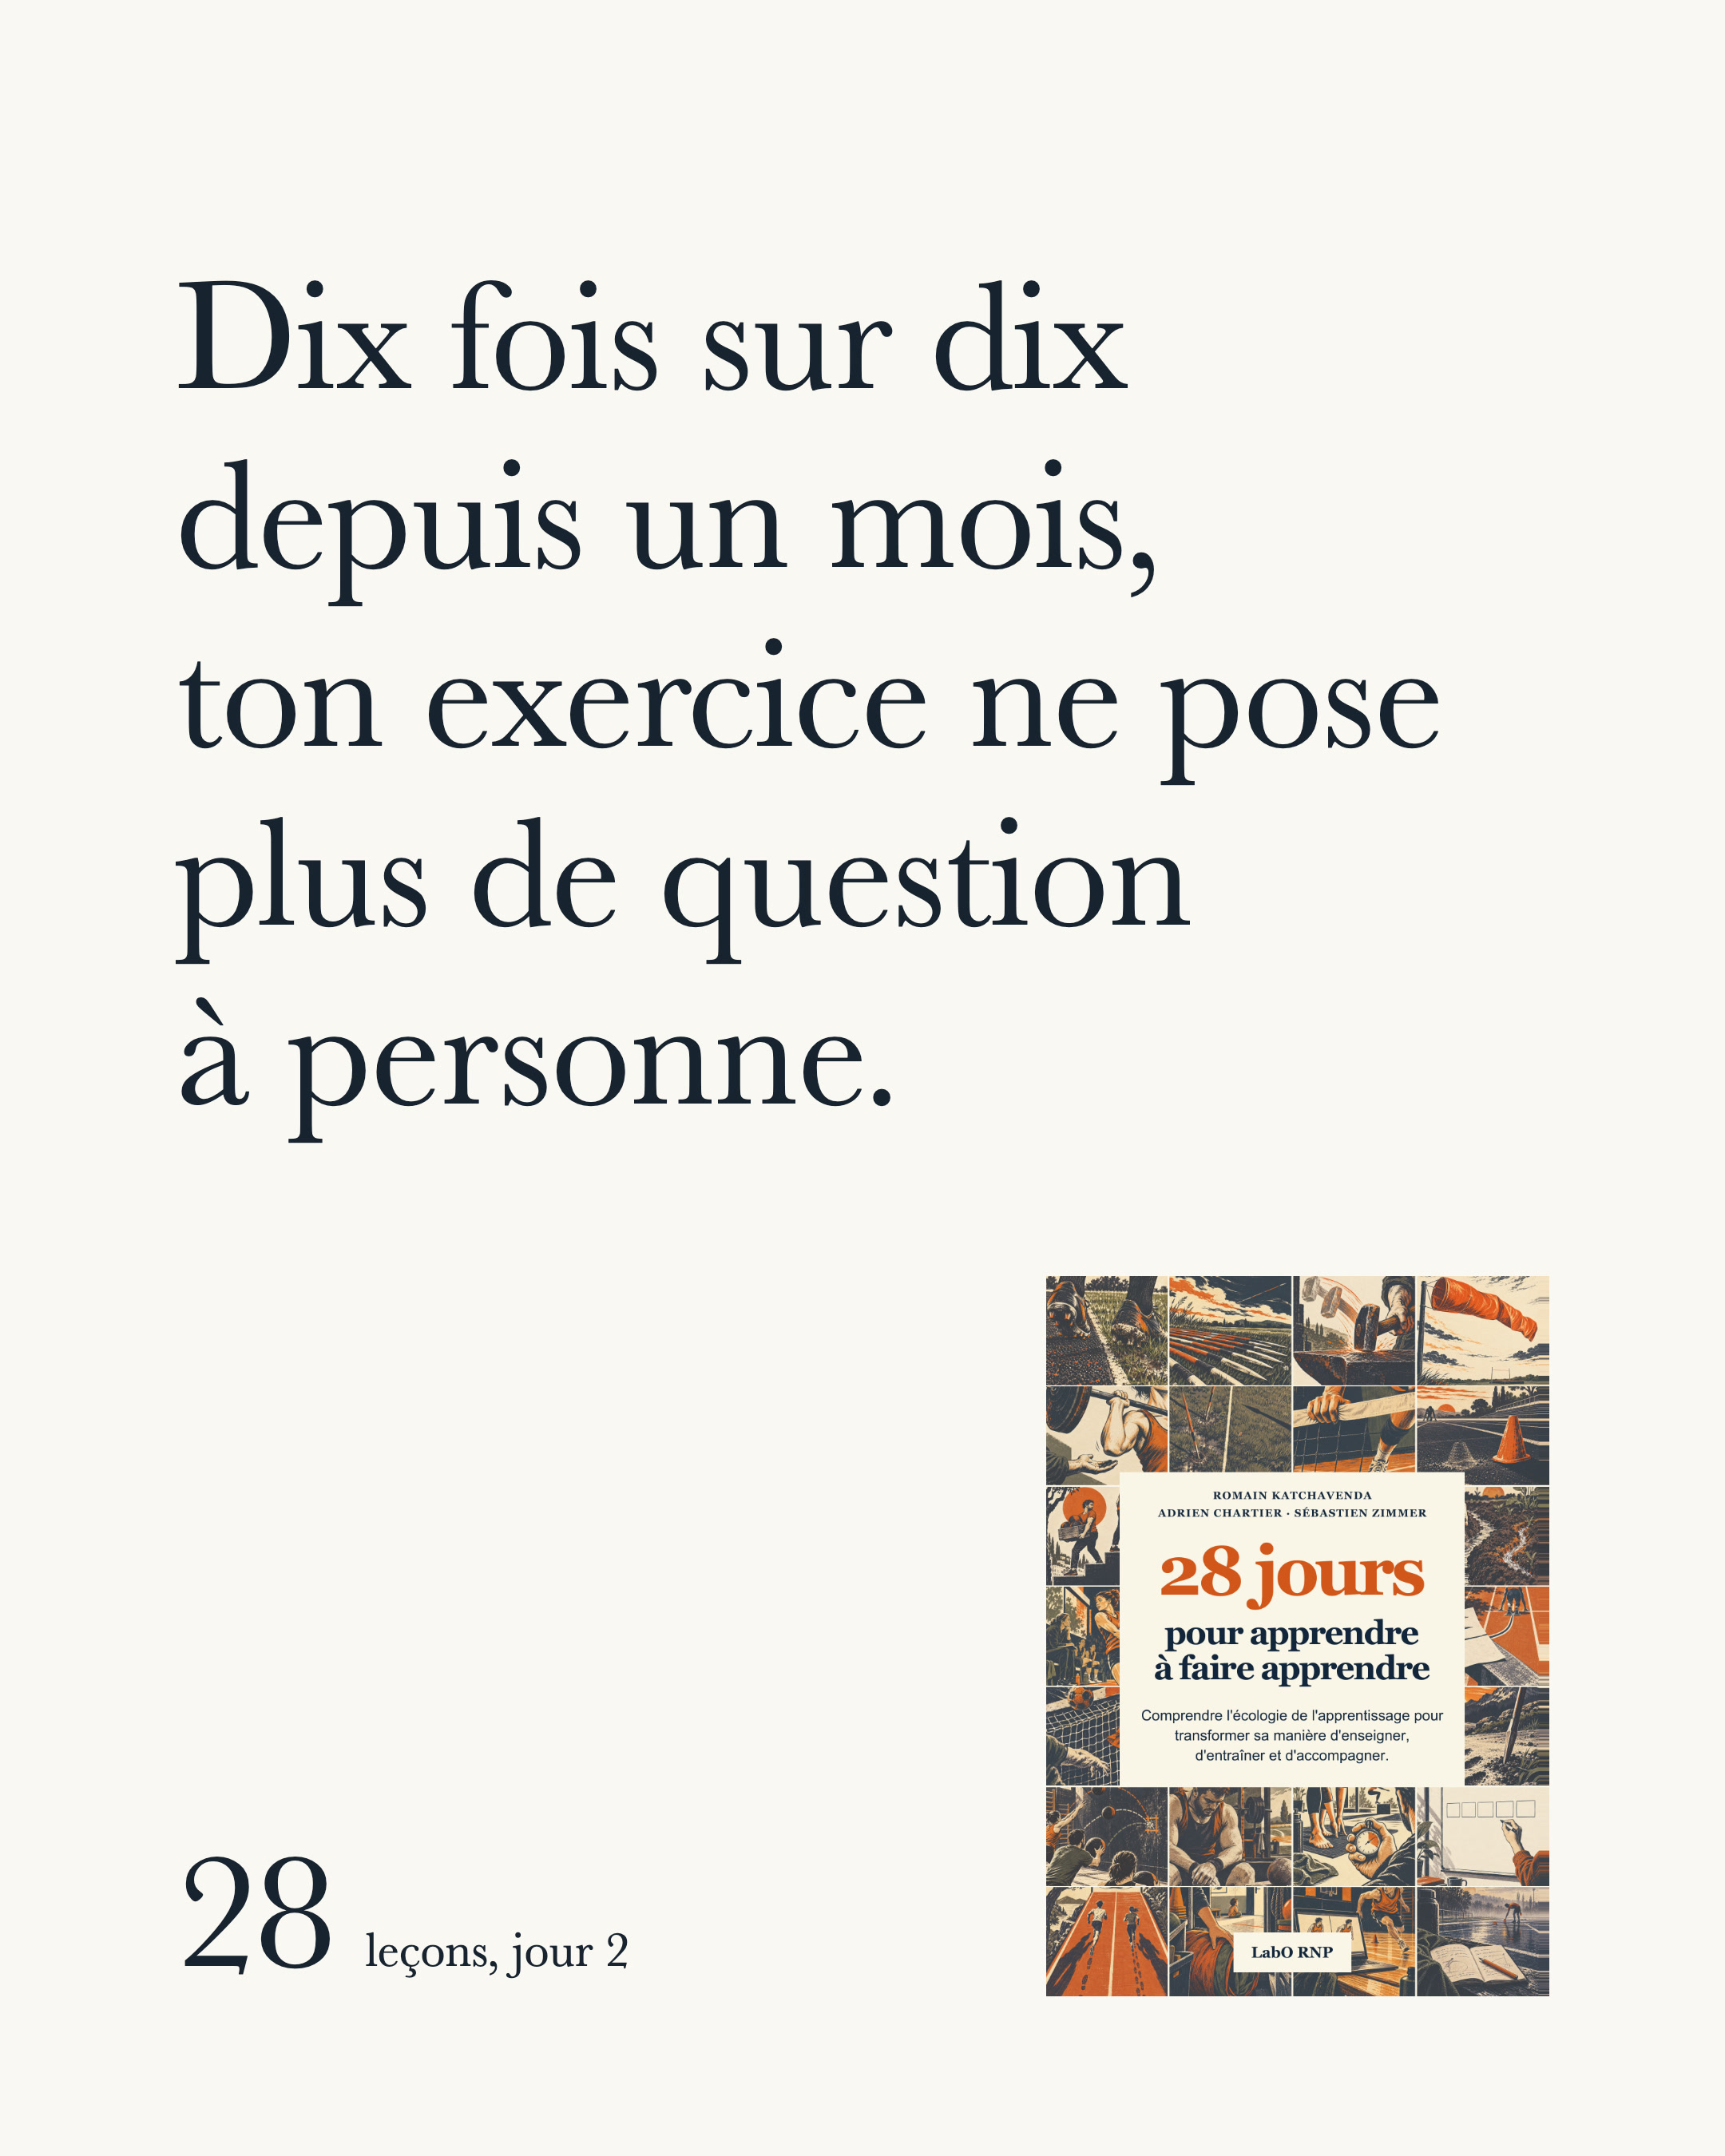 Dix fois sur dix
depuis un mois,
ton exercice ne pose
plus de question
à personne.
ROMAIN KATCHAVENDA
ADRIEN CHARTIER · SÉBASTIEN ZIMMER
28 jours
pour apprendre
à faire apprendre
Comprendre l'écologie de l'apprentissage pour
transformer sa manière d'enseigner,
d'entraîner et d'accompagner.
LabO RNP
28 leçons, jour 2